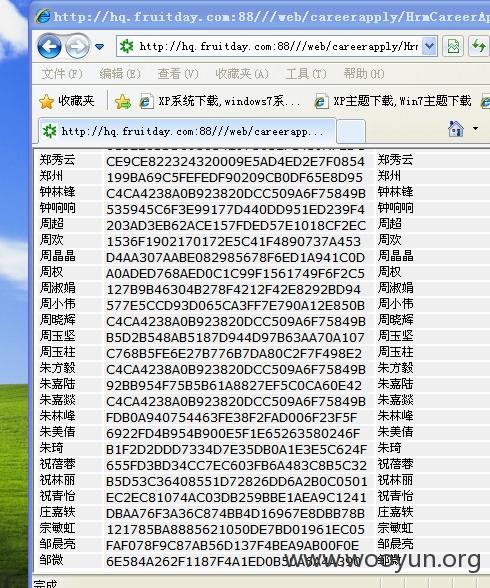 http://hq.fruitday.com:88///web/careerapply/HrmCareerAp
http://hq.fruitday.com:88///web/careerapply/Hrm
文件(F) 编辑(E) 查看(V) 收藏夹(A) 工具(T) 帮助(H)
收藏夹 XP系统下载,windows7系... XP主题下载,Win7主题下载
http://hq.fruitday.com:88///web/careerapp...
郑秀云 CE9CE822324320009E5AD4ED2E7F0854 郑秀云
郑州 199BA69C5FEFEDF90209CB0DF65E8D95 郑州
钟林锋 C4CA4238A0B923820DCC509A6F75849B 钟林锋
钟响响 535945C6F3E99177D440DD951ED239F4 钟响响
周超 203AD3EB62ACE157FDED57E1018CF2EC 周超
周欢 1536F1902170172E5C41F4890737A453 周欢
周晶晶 D4AA307AABE082985678F6ED1A941C0D 周晶晶
周权 A0ADED768AED0C1C99F1561749F6F2C5 周权
周淑娟 127B9B46304B278F4212F42E8292BD94 周淑娟
周小伟 577E5CCD93D065CA3FF7E790A12E850B 周小伟
周晓辉 C4CA4238A0B923820DCC509A6F75849B 周晓辉
周玉坚 B5D2B548AB5187D944D97B63AA70A107 周玉坚
周玉柱 C768B5FE6E27B776B7DA80C2F7F498E2 周玉柱
朱方毅 C4CA4238A0B923820DCC509A6F75849B 朱方毅
朱嘉陆 92BB954F75B5B61A8827EF5C0CA60E42 朱嘉陆
朱嘉燚 C4CA4238A0B923820DCC509A6F75849B 朱嘉燚
朱林峰 FDB0A940754463FE38F2FAD006F23F5F 朱林峰
朱美倩 6922FD4B954B900E5F1E65263580246F 朱美倩
朱琦 B1F2D2DDD7334D7E35DB0A1E3E5C624F 朱琦
祝蓓蓉 655FD3BD34CC7EC603FB6A483C8B5C32 祝蓓蓉
祝林丽 B5D53C36408551D72826DD6A2B0C0501 祝林丽
祝青怡 EC2EC81074AC03DB259BBE1AEA9C1241 祝青怡
庄嘉轶 DBAA76F3A36C874BB4D16967E8DBB78B 庄嘉轶
宗敏虹 121785BA8885621050DE7BD01961EC05 宗敏虹
邹晨亮 FAF078F9C87AB56D137F4BEA9AB00F0E 邹晨亮
邹微 邹微
www.wooyun.org
完成